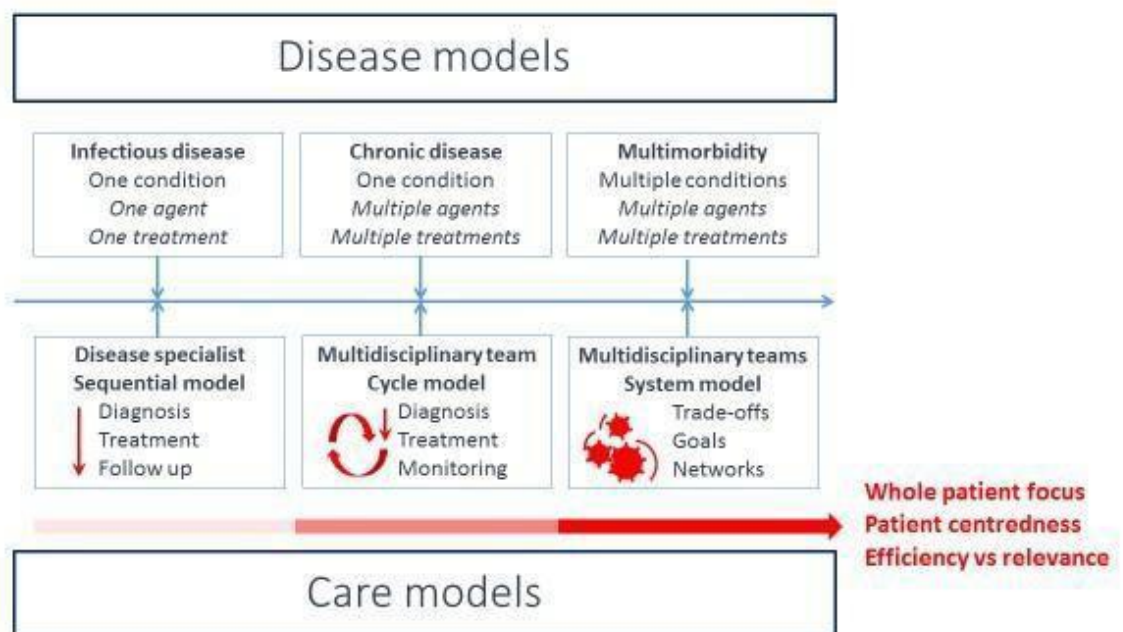 Disease models
Infectious disease
One condition
One agent
One treatment
Chronic disease
One condition
Multiple agents
Multiple treatments
Multimorbidity
Multiple conditions
Multiple agents
Multiple treatments
Disease specialist
Sequential model
Diagnosis
Treatment
Follow up
Multidisciplinary team
Cycle model
Diagnosis
Treatment
Monitoring
Multidisciplinary teams
System model
Trade-offs
Goals
Networks
Whole patient focus
Patient centredness
Efficiency vs relevance
Care models